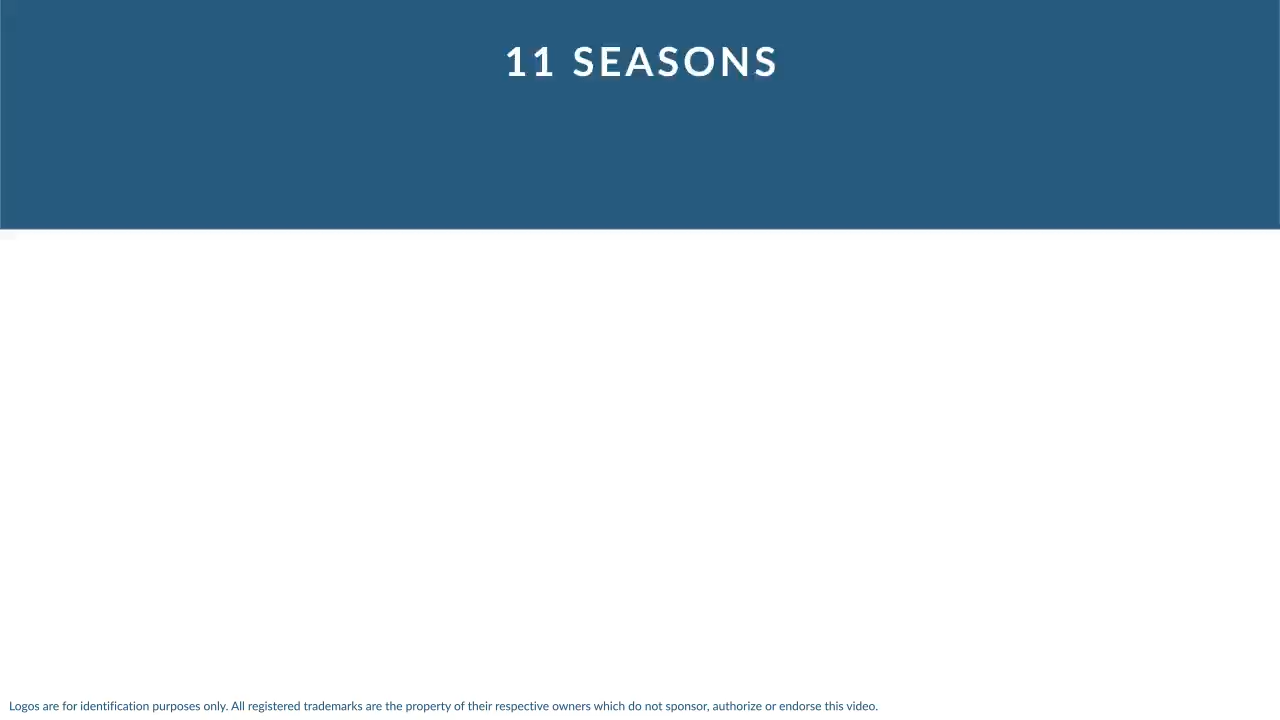 11 SEASONS
Logos are for identification purposes only. All registered trademarks are the property of their respective owners which do not sponsor, authorize or endorse this video.